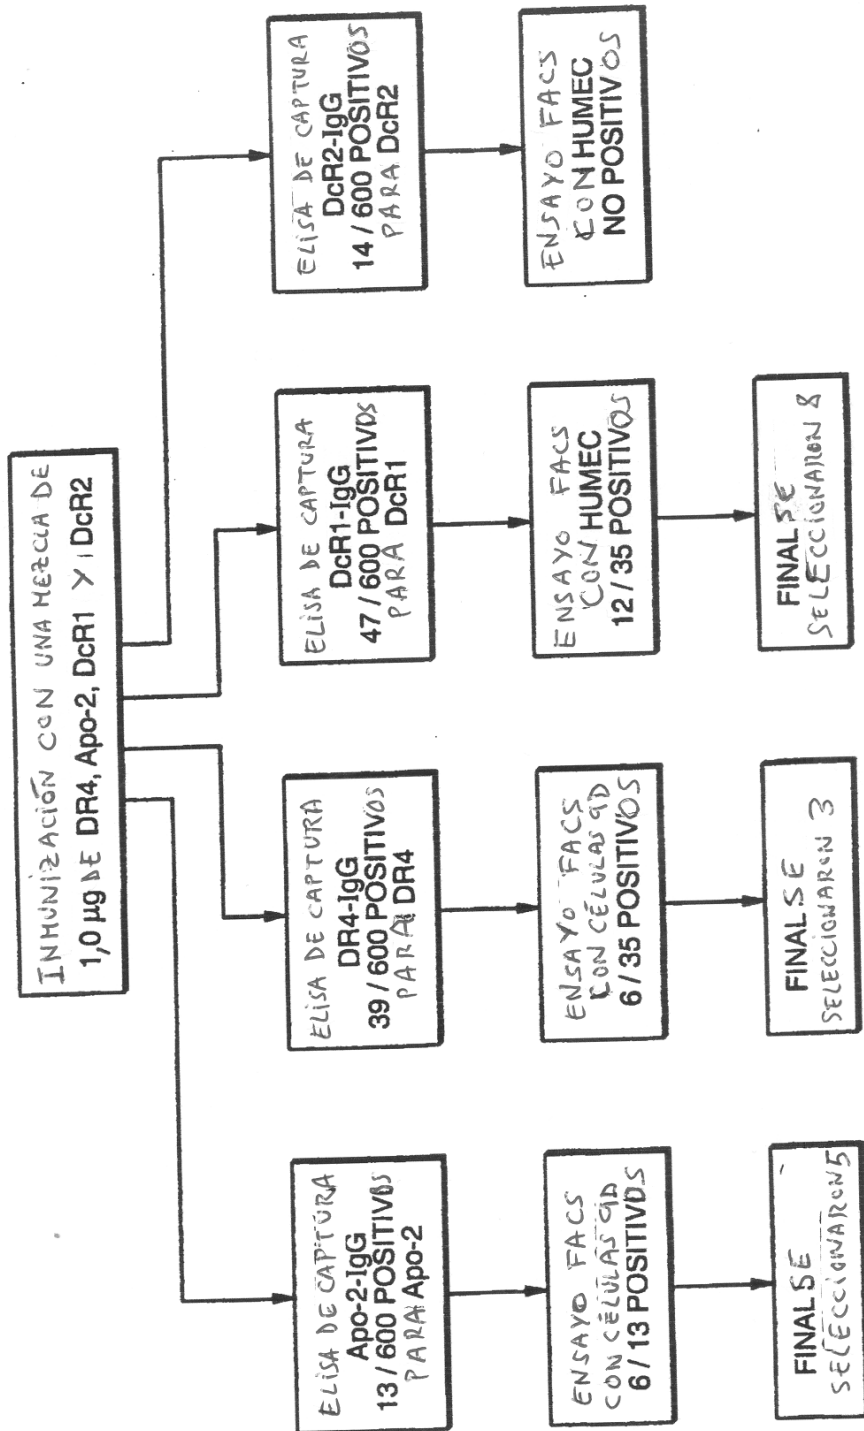 INMUNIZACIÓN CON UNA MEZCLA DE
1,0 µg DE DR4, Apo-2, DcR1 Y DcR2
ELISA DE CAPTURA
Apo-2-IgG
13 / 600 POSITIVOS
PARA Apo-2
ENSAYO FACS
CON CÉLULAS 9D
6 / 13 POSITIVOS
FINAL SE
SELECCIONARON 5
ELISA DE CAPTURA
DR4-IgG
39 / 600 POSITIVOS
PARA DR4
ENSAYO FACS
CON CÉLULAS 9D
6 / 35 POSITIVOS
FINAL SE
SELECCIONARON 3
ELISA DE CAPTURA
DcR1-IgG
47 / 600 POSITIVOS
PARA DcR1
ENSAYO FACS
CON HUMEC
12 / 35 POSITIVOS
FINAL SE
SELECCIONARON 8
ELISA DE CAPTURA
DcR2-IgG
14 / 600 POSITIVOS
PARA DcR2
ENSAYO FACS
CON HUMEC
NO POSITIVOS